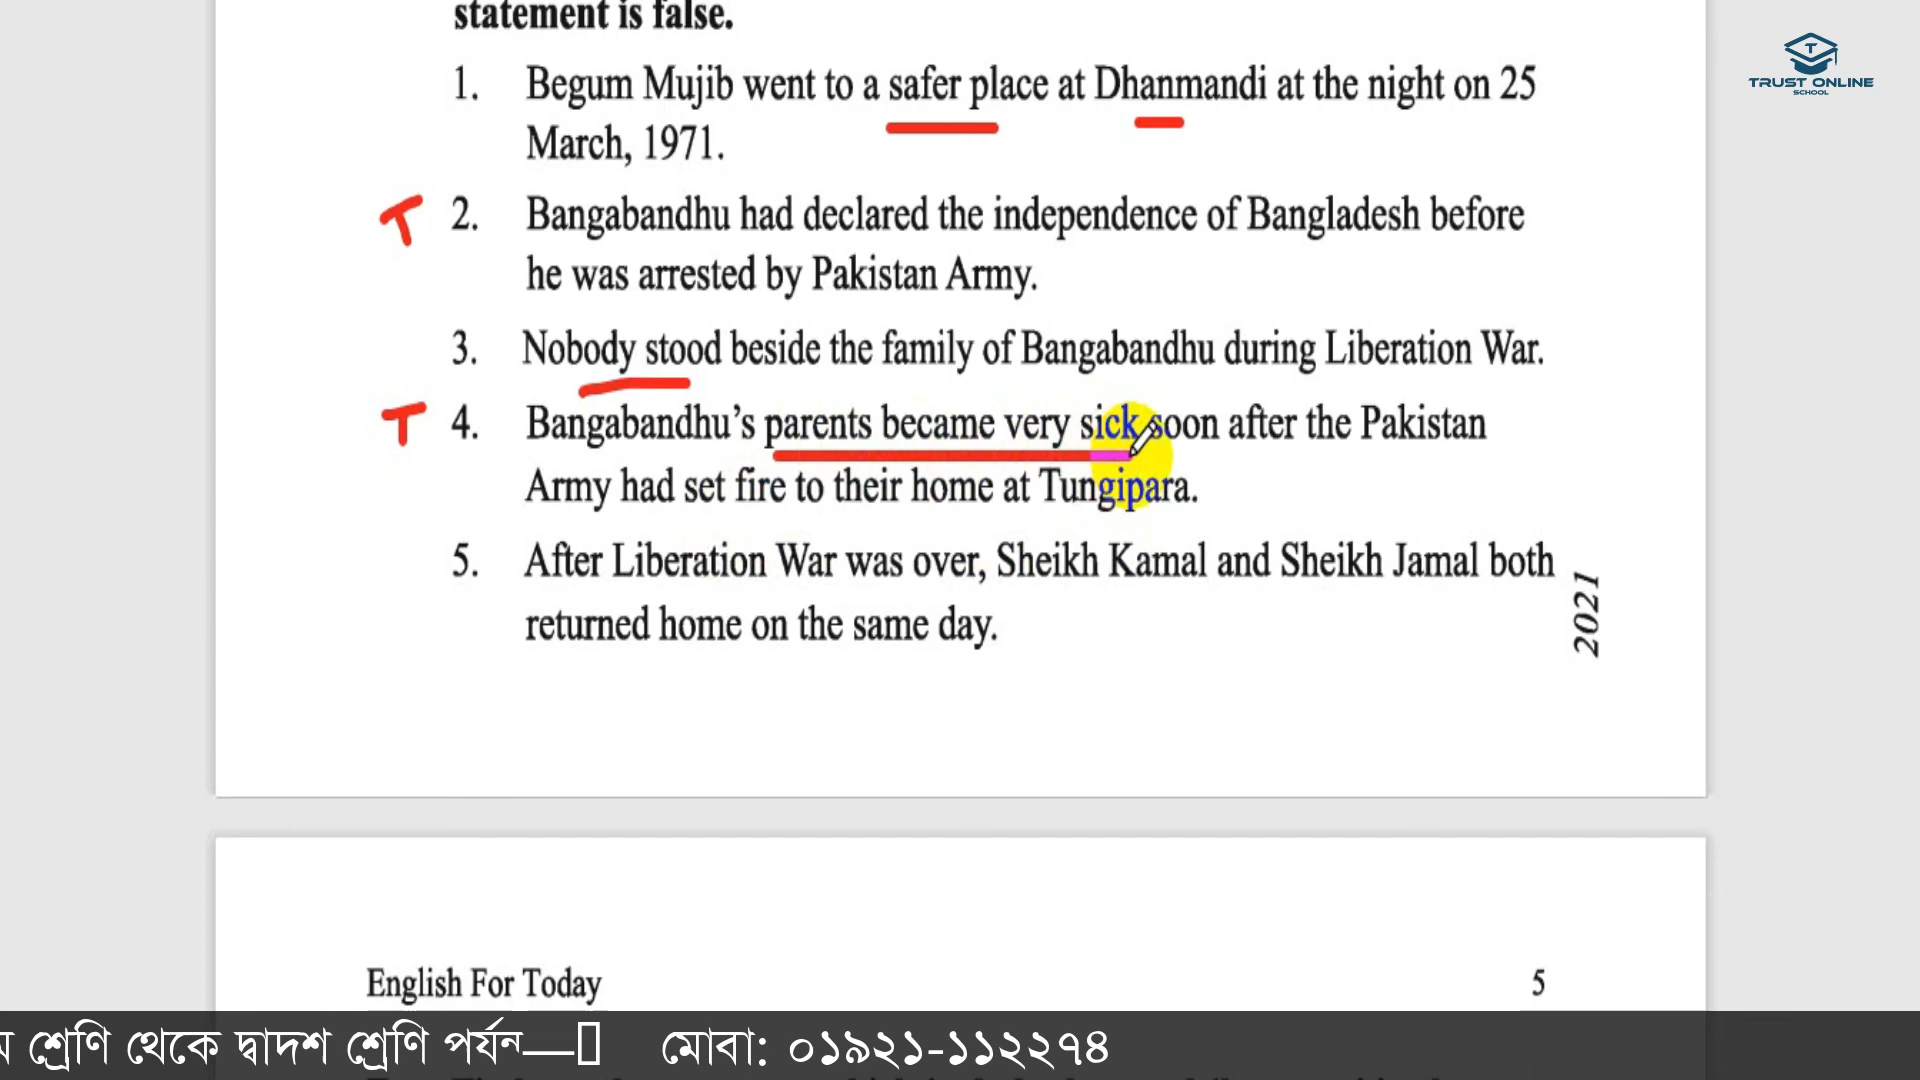 statement is false.
TRUST ONLINE
SCHOOL
1. Begum Mujib went to a safer place at Dhanmandi at the night on 25
March, 1971.
T 2. Bangabandhu had declared the independence of Bangladesh before
he was arrested by Pakistan Army.
3. Nobody stood beside the family of Bangabandhu during Liberation War.
T 4. Bangabandhu’s parents became very sick soon after the Pakistan
Army had set fire to their home at Tungipara.
5. After Liberation War was over, Sheikh Kamal and Sheikh Jamal both
returned home on the same day.
2021
English For Today 5
শ্রেণি থেকে দ্বাদশ শ্রেণি পর্যন— মোবা: ০১৯২১-১১২২৭৪